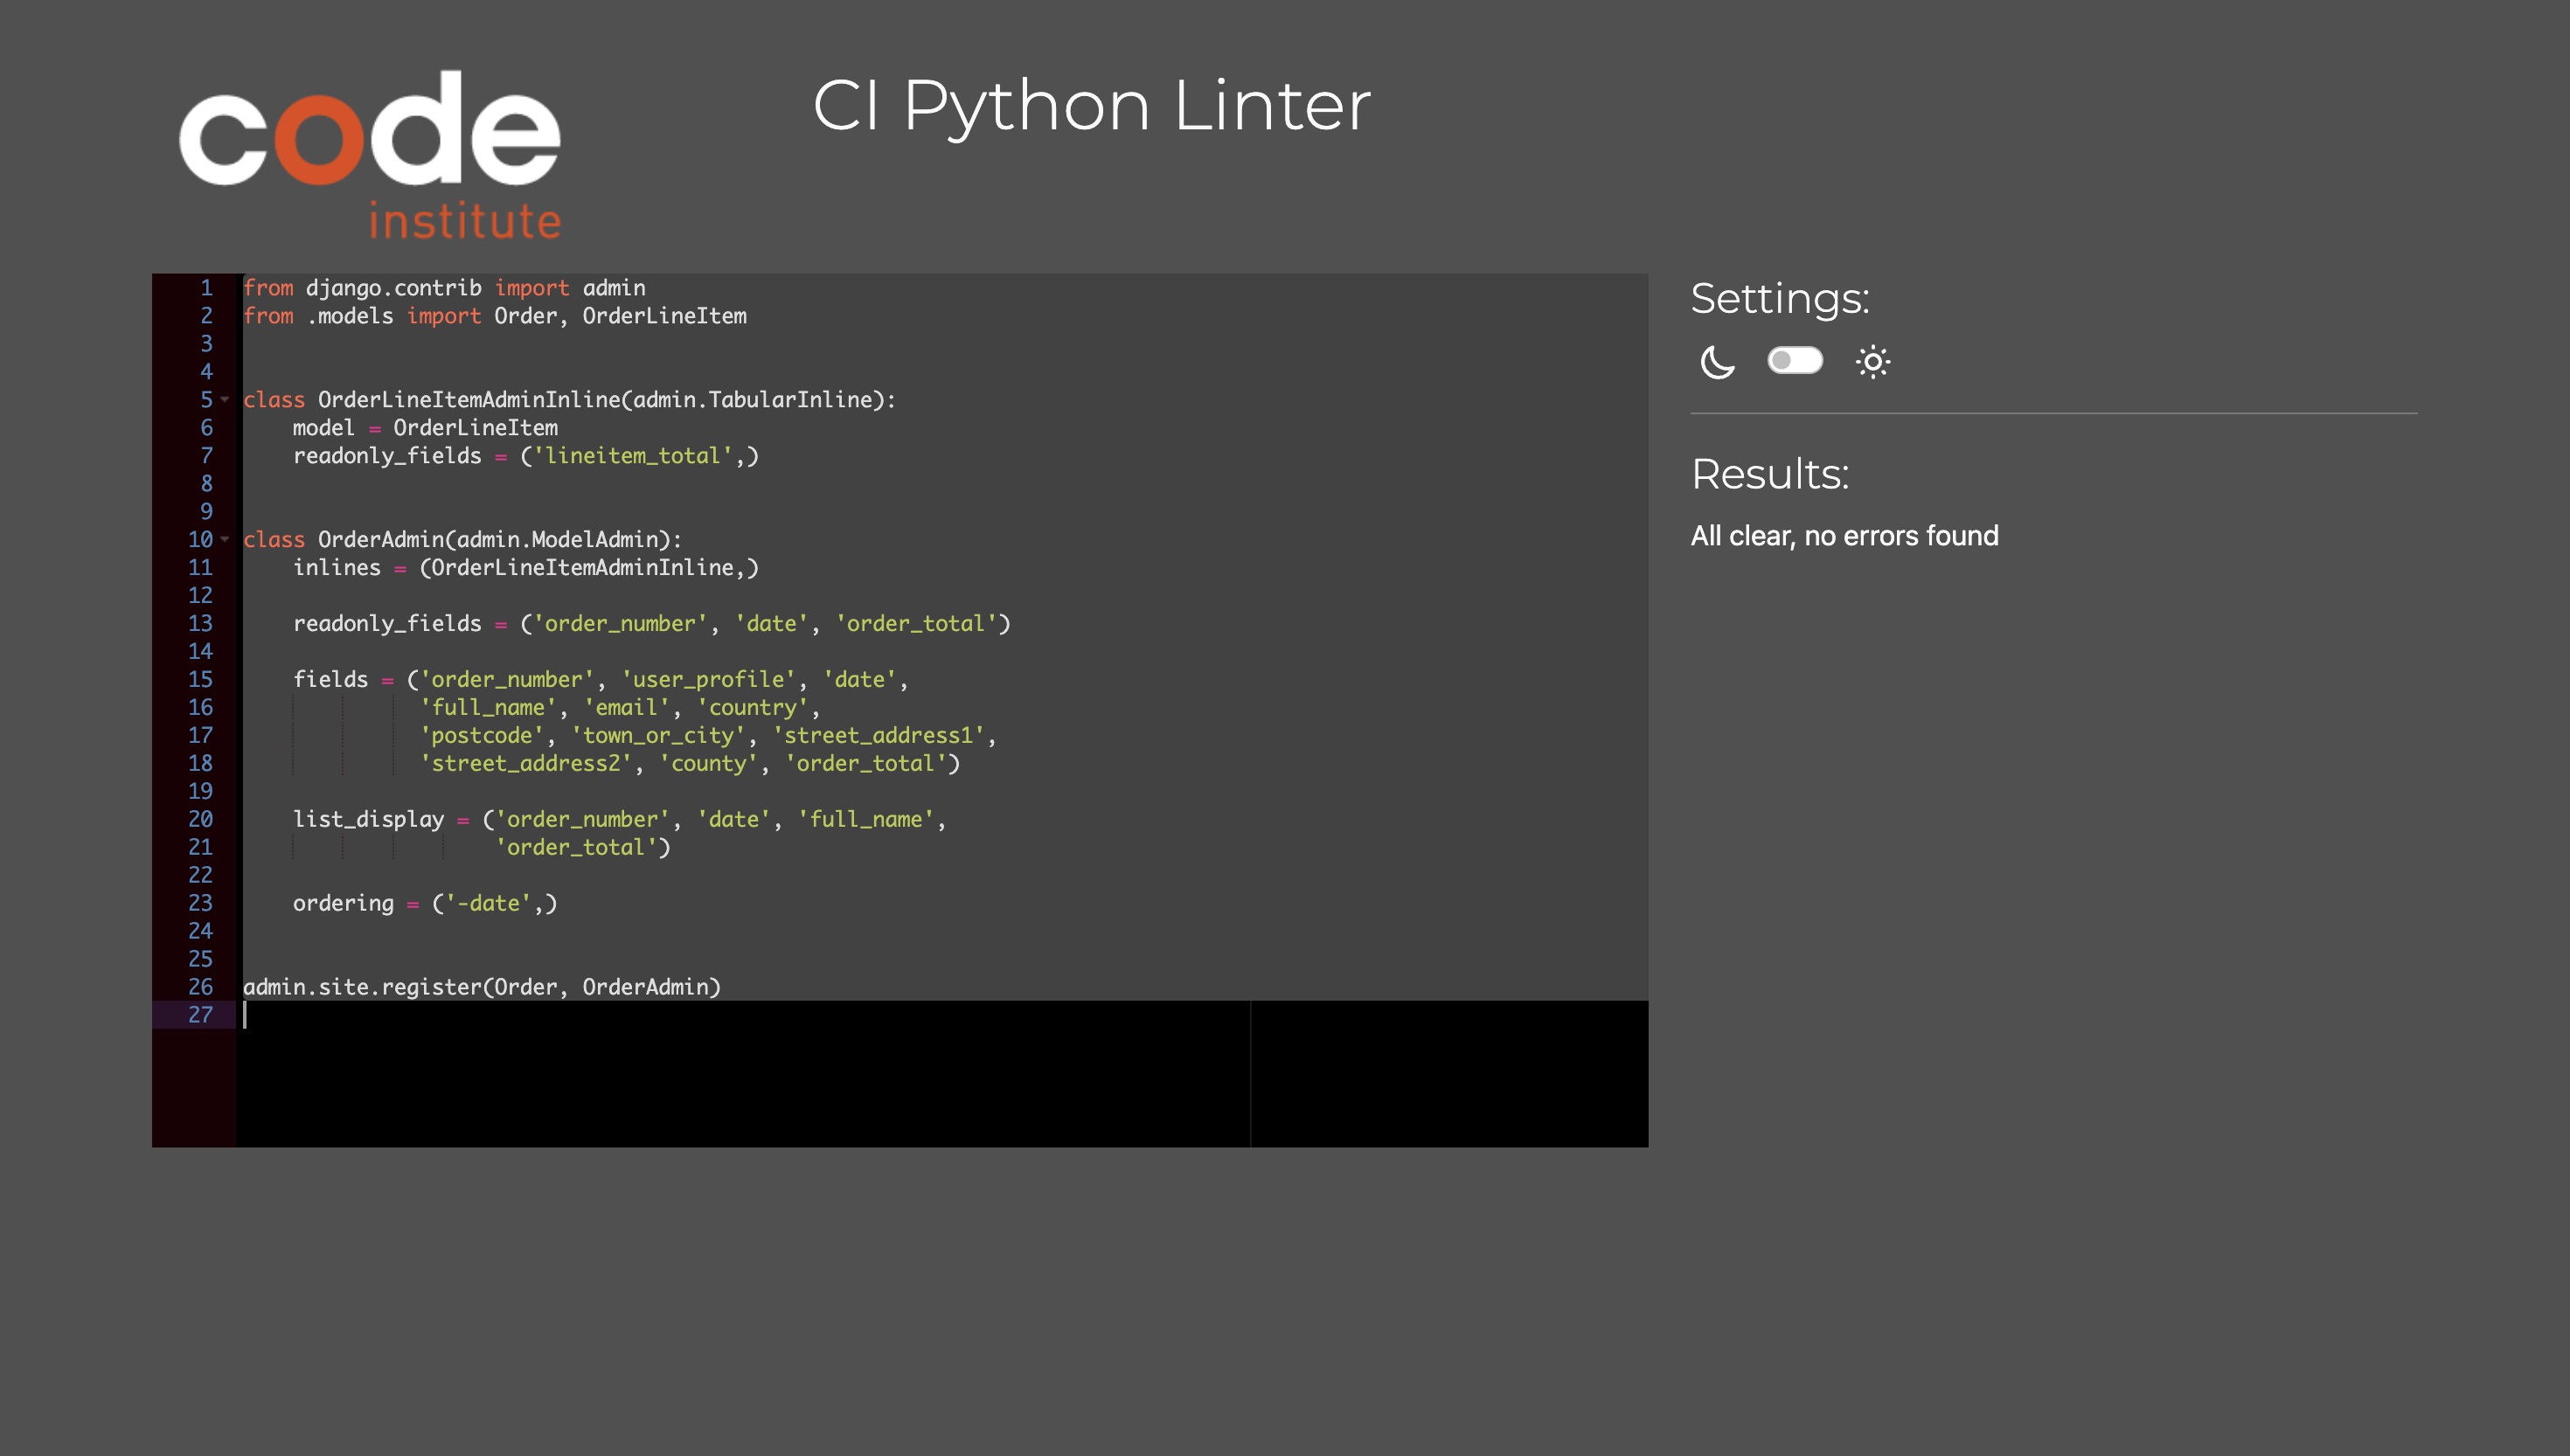 code
institute
CI Python Linter
1 from django.contrib import admin
2 from .models import Order, OrderLineItem
3
4
5 class OrderLineItemAdminInline(admin.TabularInline):
6     model = OrderLineItem
7     readonly_fields = ('lineitem_total',)
8
9
10 class OrderAdmin(admin.ModelAdmin):
11     inlines = (OrderLineItemAdminInline,)
12
13     readonly_fields = ('order_number', 'date', 'order_total')
14
15     fields = ('order_number', 'user_profile', 'date',
16               'full_name', 'email', 'country',
17               'postcode', 'town_or_city', 'street_address1',
18               'street_address2', 'county', 'order_total')
19
20     list_display = ('order_number', 'date', 'full_name',
21                     'order_total')
22
23     ordering = ('-date',)
24
25
26 admin.site.register(Order, OrderAdmin)
27
Settings:
Results:
All clear, no errors found